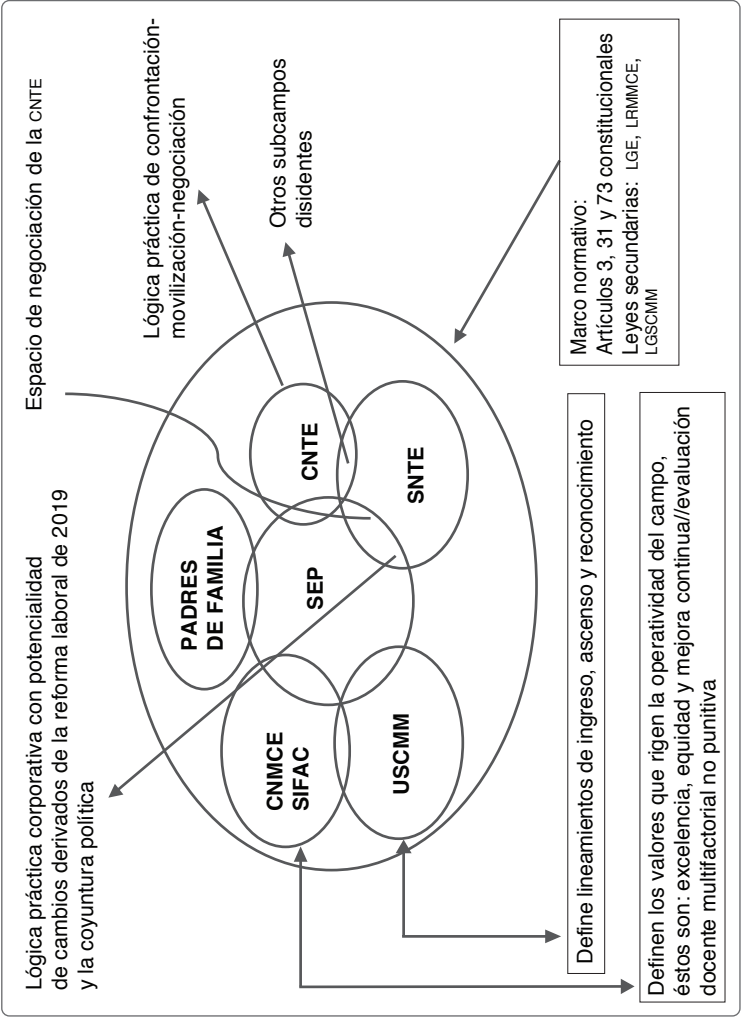 Lógica práctica corporativa con potencialidad
de cambios derivados de la reforma laboral de 2019
y la coyuntura política
Espacio de negociación de la CNTE
Lógica práctica de confrontación-
movilización-negociación
Otros subcampos
disidentes
PADRES
DE FAMILIA
CNMCE
SIFAC
SEP
CNTE
USCMM
SNTE
Marco normativo:
Artículos 3, 31 y 73 constitucionales
Leyes secundarias: LGE, LRMMCE,
LGSCMM
Define lineamientos de ingreso, ascenso y reconocimiento
Definen los valores que rigen la operatividad del campo,
éstos son: excelencia, equidad y mejora continua//evaluación
docente multifactorial no punitiva